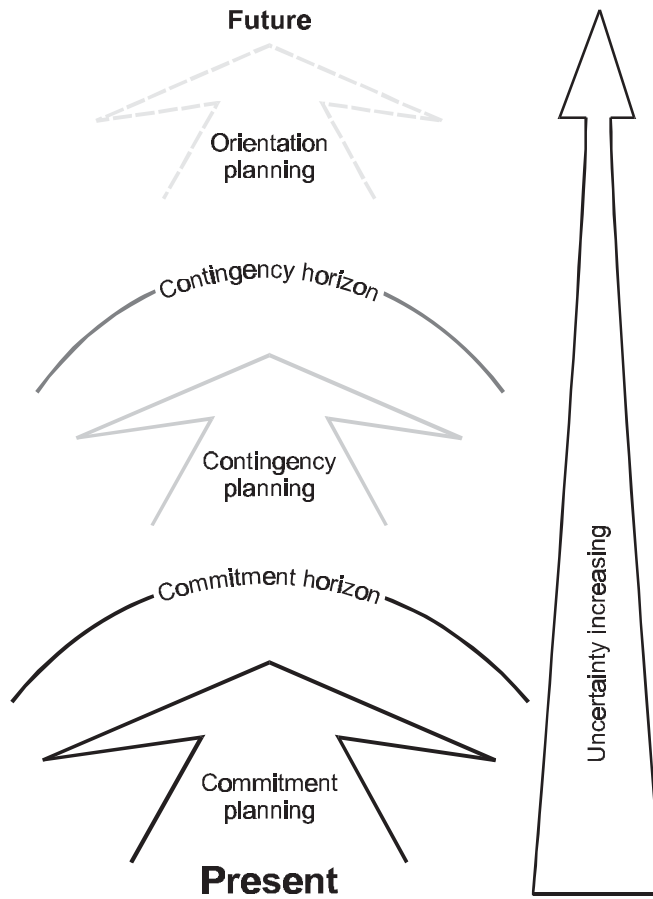 Future
Orientation
planning
Contingency horizon
Contingency
planning
Commitment horizon
Commitment
planning
Present
Uncertainty increasing